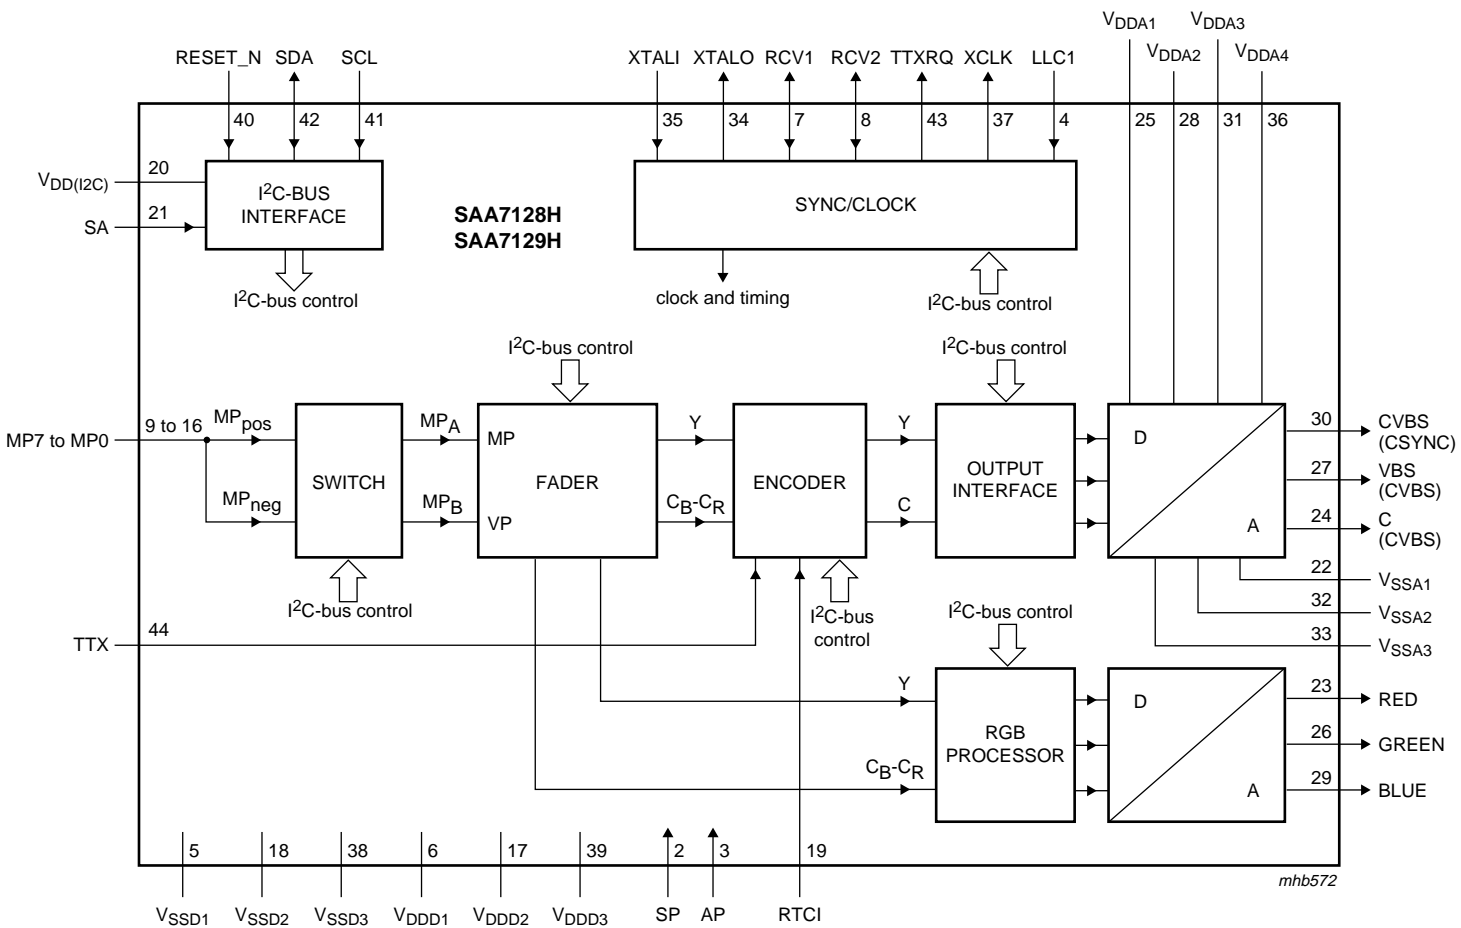 VDDA1 VDDA3
RESET_N SDA SCL XTALI XTALO RCV1 RCV2 TTXRQ XCLK LLC1 VDDA2 VDDA4
40 42 41 35 34 7 8 43 37 4 25 28 31 36
VDD(I2C) 20
I2C-BUS
INTERFACE
SA 21
SAA7128H
SAA7129H
SYNC/CLOCK
I2C-bus control
clock and timing
I2C-bus control
I2C-bus control
I2C-bus control
MP7 to MP0 9 to 16 MPpos
MPneg
SWITCH
MPA
MPB
MP
FADER
VP
Y
CB-CR
ENCODER
Y
C
OUTPUT
INTERFACE
D
A
30 CVBS
(CSYNC)
27 VBS
(CVBS)
24 C
(CVBS)
22 VSSA1
32 VSSA2
33 VSSA3
I2C-bus control
I2C-bus
control
I2C-bus control
TTX 44
Y
CB-CR
RGB
PROCESSOR
D
A
23 RED
26 GREEN
29 BLUE
5 18 38 6 17 39 2 3 19
VSSD1 VSSD2 VSSD3 VDDD1 VDDD2 VDDD3 SP AP RTCI
mhb572